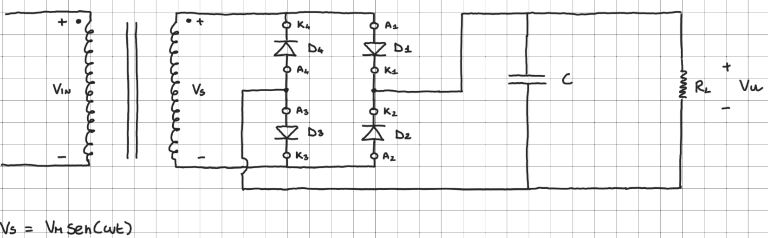 + +
K4 A1
D4 D1
A4 K1
VIN VS
A3 K2
D3 D2
K3 A2
- -
C
RL
+
Vu
-
VS = VM sen(ωt)